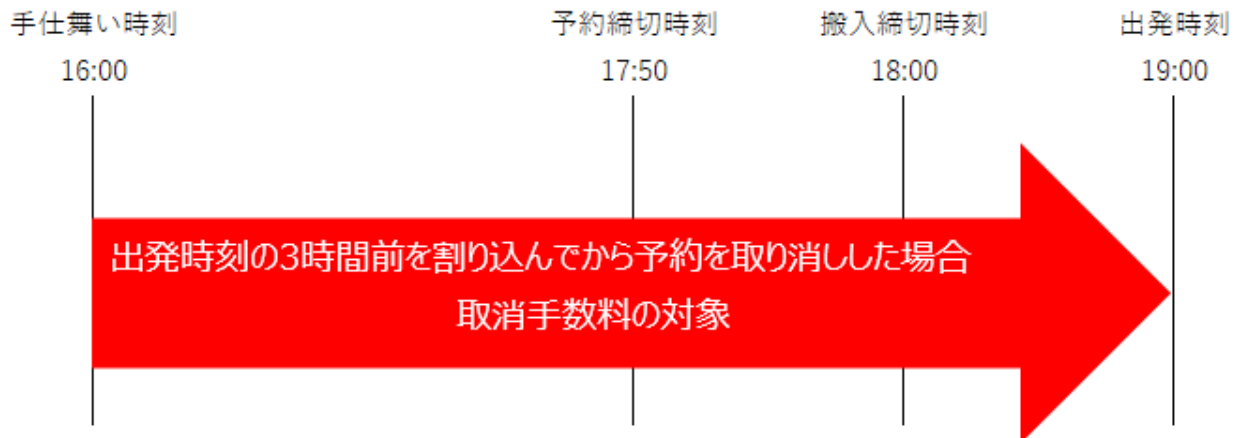 手仕舞い時刻 予約締切時刻 搬入締切時刻 出発時刻
16:00 17:50 18:00 19:00
出発時刻の3時間前を割り込んでから予約を取り消しした場合
取消手数料の対象